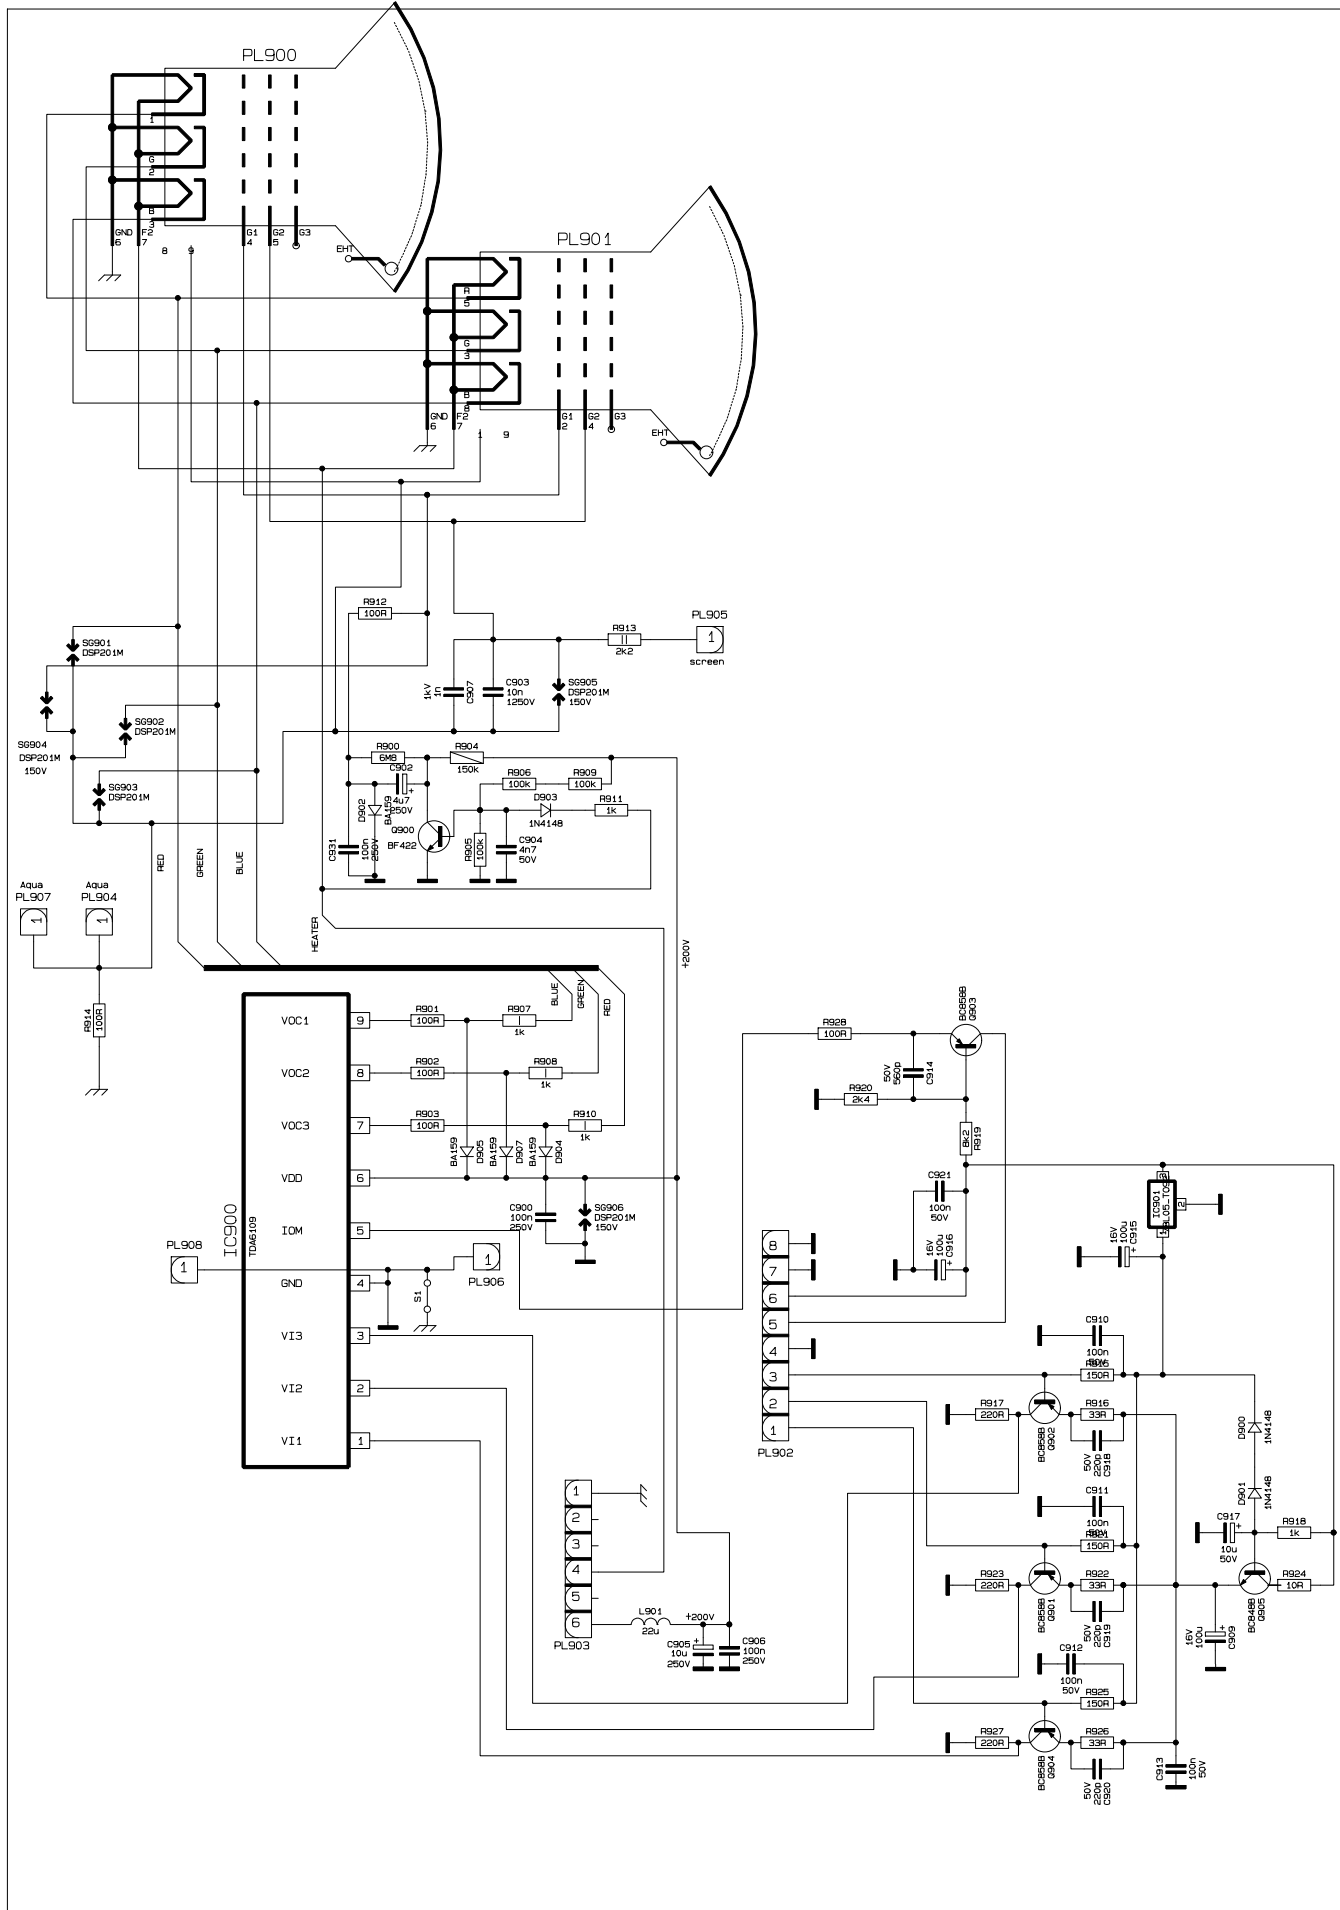 PL900
1
G
2
B
3
GND
6
F2
7
8
9
G1
4
G2
5
G3
EHT
PL901
R
5
G
3
B
8
GND
6
F2
7
1
9
G1
2
G2
4
G3
EHT
R912
100R
PL905
1
screen
R913
2k2
SG901
DSP201M
1kV
1n
C907
C903
10n
1250V
SG905
DSP201M
150V
SG902
DSP201M
SG904
DSP201M
150V
SG903
DSP201M
R900
6M8
R904
150k
C902
4u7
250V
R906
100k
R909
100k
D902
BA159
D903
1N4148
R911
1k
Q900
BF422
C931
100n
250V
R905
100k
C904
4n7
50V
RED
GREEN
BLUE
Aqua
PL907
1
Aqua
PL904
1
HEATER
+200V
R914
100R
BLUE
GREEN
RED
IC900
TDA6109
VOC1
9
VOC2
8
VOC3
7
VDD
6
IOM
5
GND
4
VI3
3
VI2
2
VI1
1
R901
100R
R907
1k
R902
100R
R908
1k
R903
100R
R910
1k
BA159
D905
BA159
D907
BA159
D904
C900
100n
250V
SG906
DSP201M
150V
PL908
1
1
PL906
S1
BC858B
Q903
R928
100R
50V
560p
C914
R920
2k4
8k2
R919
C921
100n
50V
16V
100u
C916
IC901
2
3
1
16V
100u
C915
8
7
6
5
4
3
2
1
PL902
C910
100n
50V
R915
150R
R917
220R
BC858B
Q902
R916
33R
50V
220p
C918
D900
1N4148
D901
1N4148
C911
100n
50V
R921
150R
C917
10u
50V
R918
1k
R923
220R
BC858B
Q901
R922
33R
50V
220p
C919
BC848B
Q905
R924
10R
16V
100u
C909
C912
100n
50V
R925
150R
R927
220R
BC858B
Q904
R926
33R
50V
220p
C920
C913
100n
50V
1
2
3
4
5
6
PL903
L901
22u
+200V
C905
10u
250V
C906
100n
250V